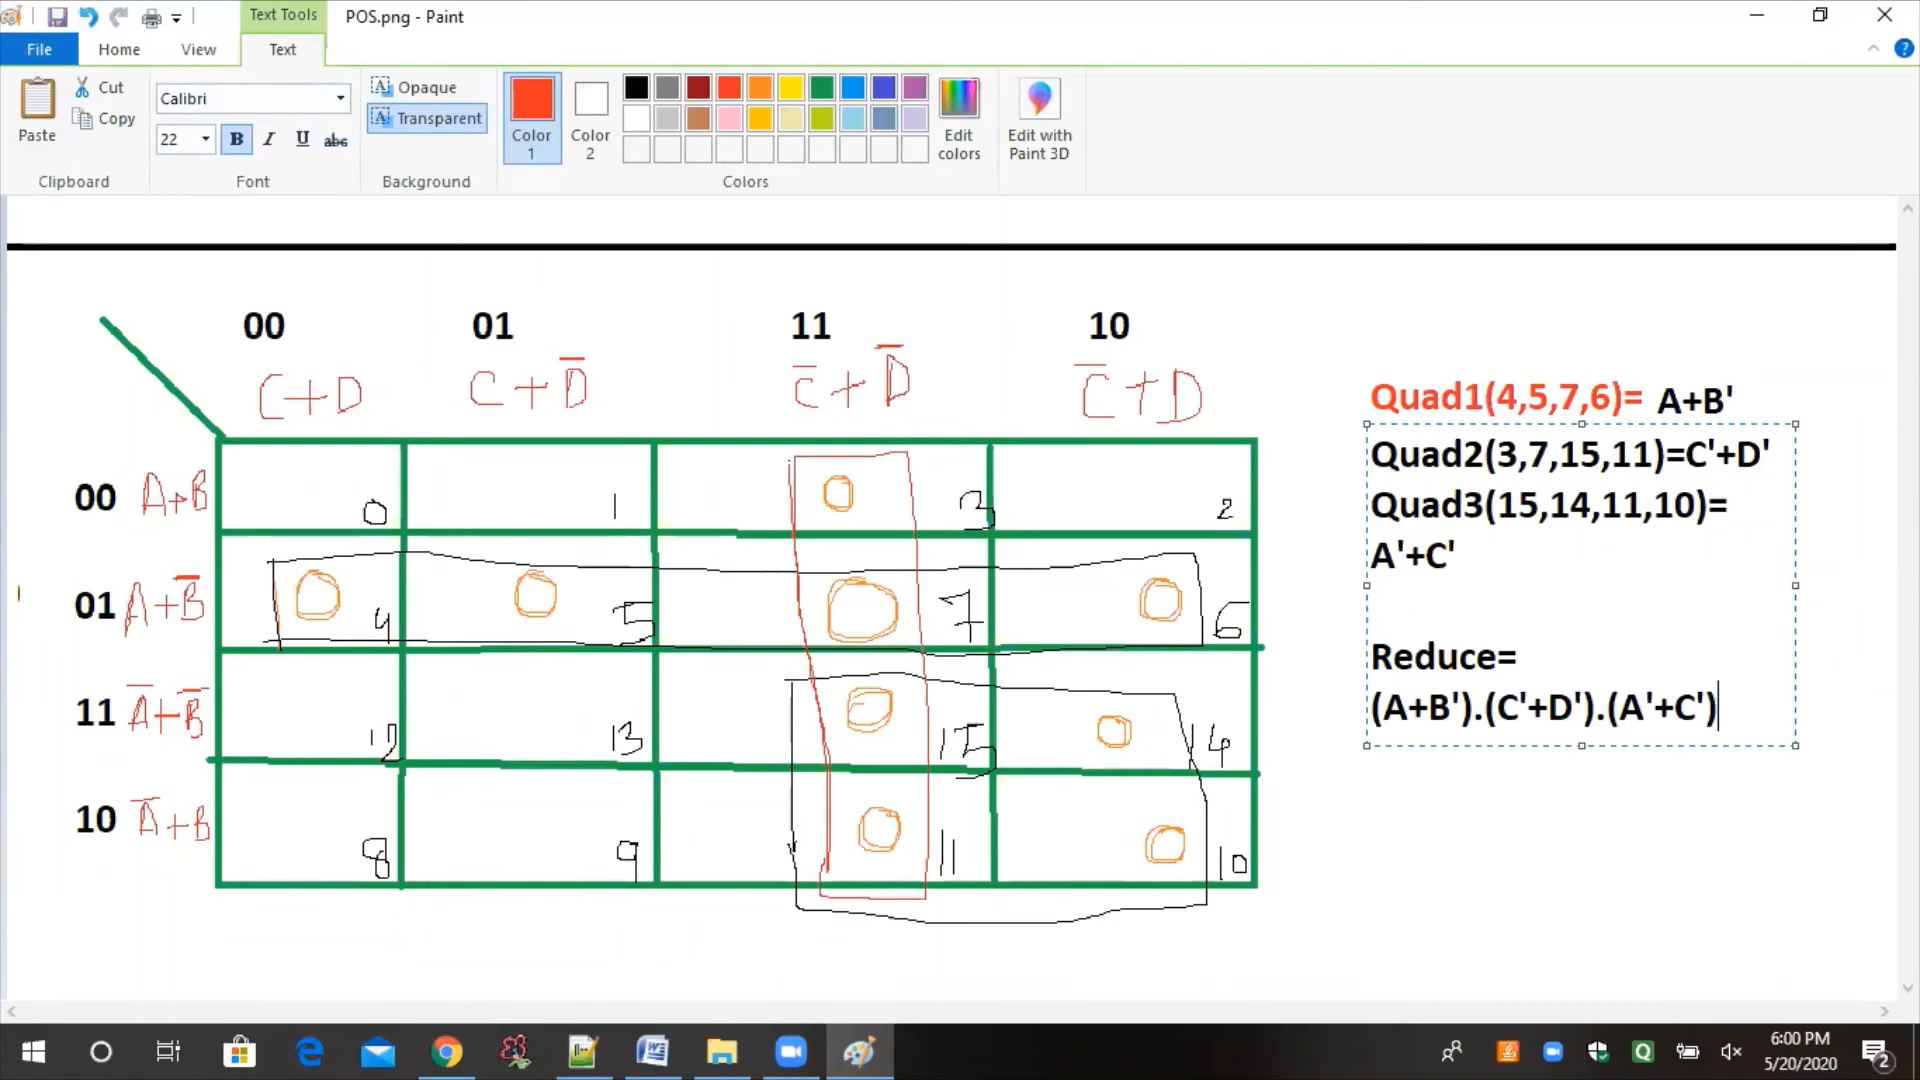 Text Tools
POS.png - Paint
File
Home
View
Text
Paste
Cut
Copy
Clipboard
Calibri
22
B
I
U
abc
Font
Opaque
Transparent
Background
Color
1
Color
2
Edit
colors
Edit with
Paint 3D
Colors
00 01 11 10
C+D C+D̅ C̅+D̅ C̅+D
00 A+B
0 1 3 2
01 A+B̅
4 5 7 6
11 A̅+B̅
12 13 15 14
10 A̅+B
8 9 11 10
Quad1(4,5,7,6)= A+B'
Quad2(3,7,15,11)=C'+D'
Quad3(15,14,11,10)=
A'+C'
Reduce=
(A+B').(C'+D').(A'+C')
6:00 PM
5/20/2020
2